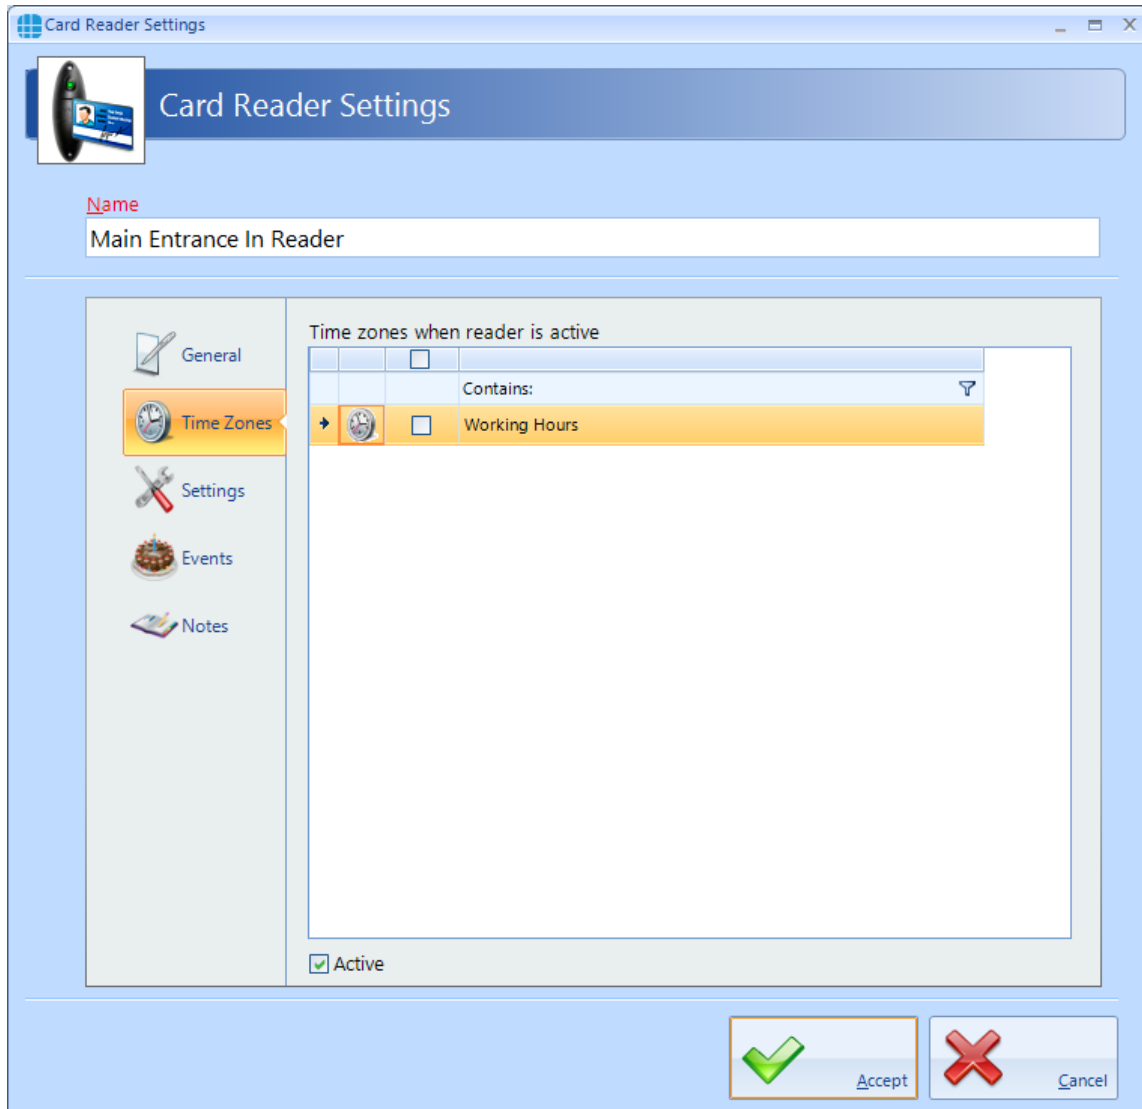 Card Reader Settings
Card Reader Settings
Name
Main Entrance In Reader
General
Time Zones
Settings
Events
Notes
Time zones when reader is active
Contains:
Working Hours
Active
Accept
Cancel